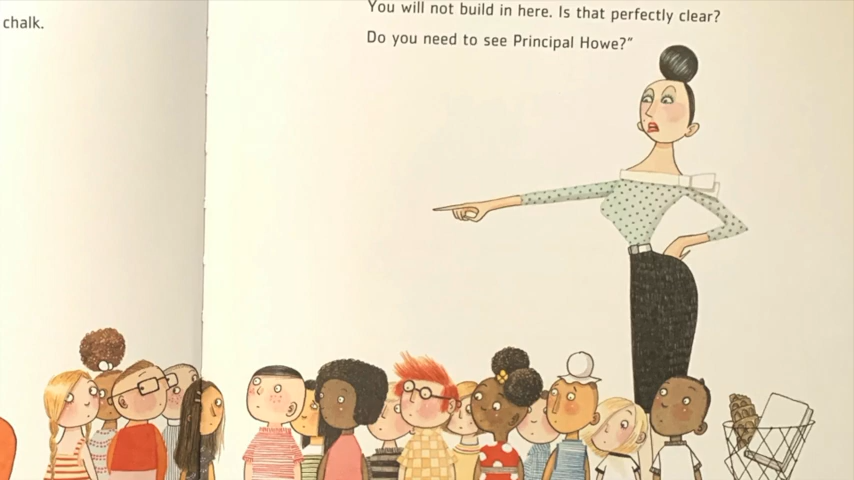 chalk.
You will not build in here. Is that perfectly clear?
Do you need to see Principal Howe?”